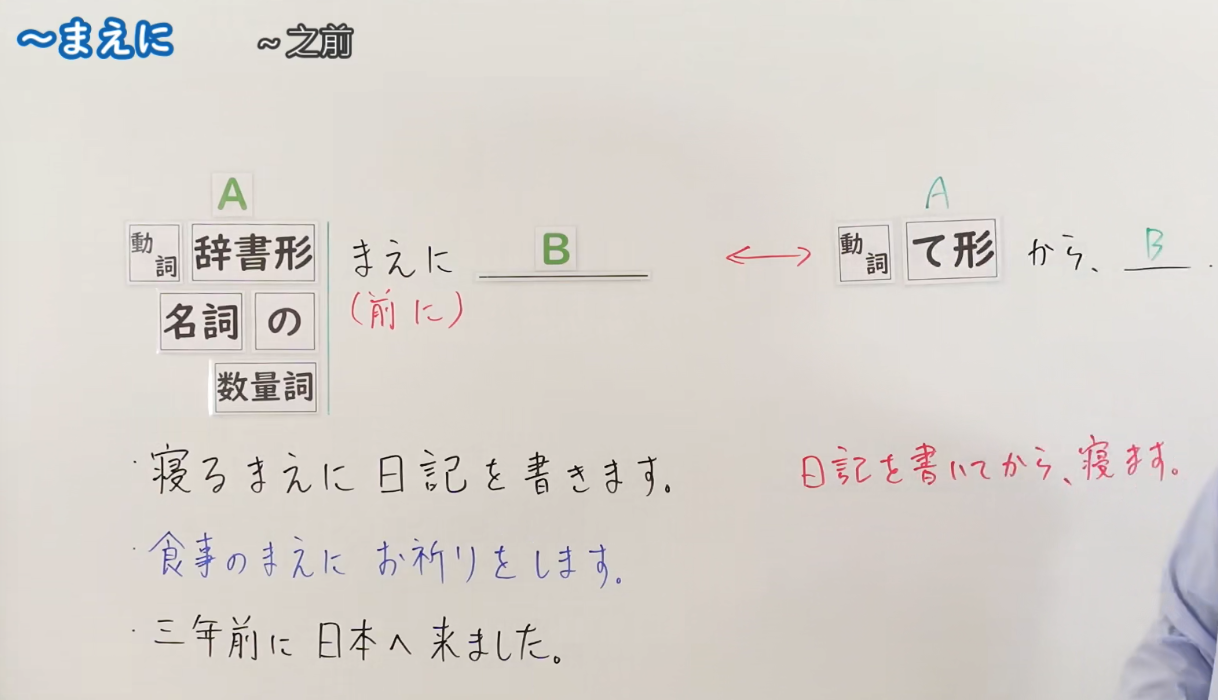 ～まえに ～之前
A A
動詞 辞書形 まえに B ↔ 動詞 て形 から、 B .
(前に)
名詞 の
数量詞
・寝るまえに 日記を書きます。 日記を書いてから、寝ます。
・食事のまえに お祈りをします。
・三年前に 日本へ 来ました。